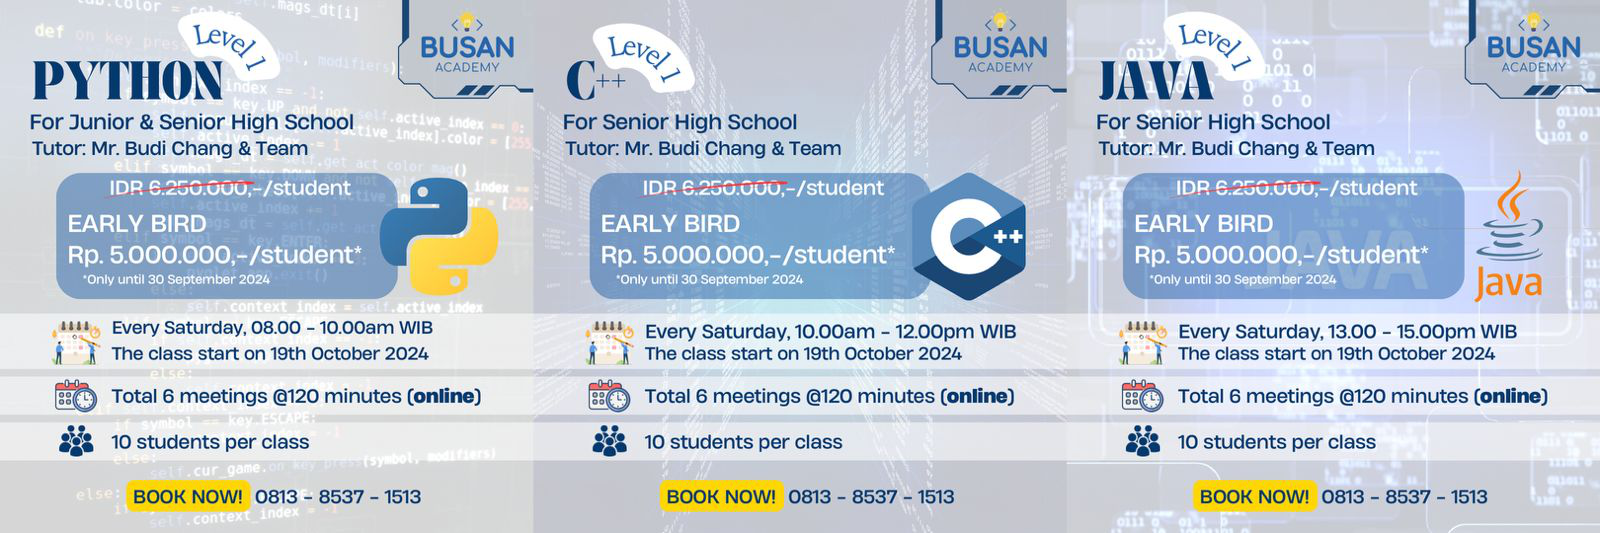 Level 1
PYTHON
BUSAN
ACADEMY
For Junior & Senior High School
Tutor: Mr. Budi Chang & Team
IDR 6.250.000,-/student
EARLY BIRD
Rp. 5.000.000,-/student*
*Only until 30 September 2024
Every Saturday, 08.00 - 10.00am WIB
The class start on 19th October 2024
Total 6 meetings @120 minutes (online)
10 students per class
BOOK NOW! 0813 - 8537 - 1513
Level 1
C++
BUSAN
ACADEMY
For Senior High School
Tutor: Mr. Budi Chang & Team
IDR 6.250.000,-/student
EARLY BIRD
Rp. 5.000.000,-/student*
*Only until 30 September 2024
C++
Every Saturday, 10.00am - 12.00pm WIB
The class start on 19th October 2024
Total 6 meetings @120 minutes (online)
10 students per class
BOOK NOW! 0813 - 8537 - 1513
Level 1
JAVA
BUSAN
ACADEMY
For Senior High School
Tutor: Mr. Budi Chang & Team
IDR 6.250.000,-/student
EARLY BIRD
Rp. 5.000.000,-/student*
*Only until 30 September 2024
Java
Every Saturday, 13.00 - 15.00pm WIB
The class start on 19th October 2024
Total 6 meetings @120 minutes (online)
10 students per class
BOOK NOW! 0813 - 8537 - 1513